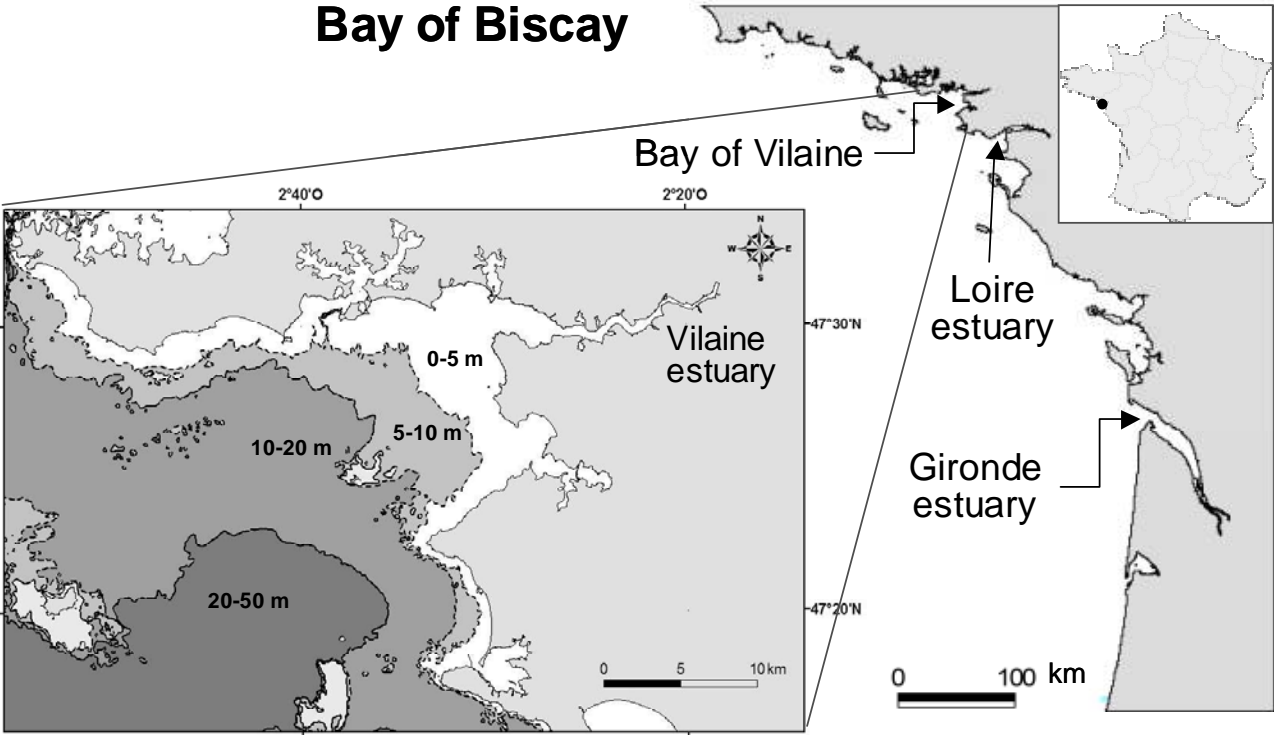 Bay of Biscay
Bay of Vilaine
2°40'O
2°20'O
N
W
E
S
Loire
estuary
47°30'N
Vilaine
estuary
0-5 m
5-10 m
10-20 m
Gironde
estuary
20-50 m
47°20'N
0 5 10 km
0 100 km